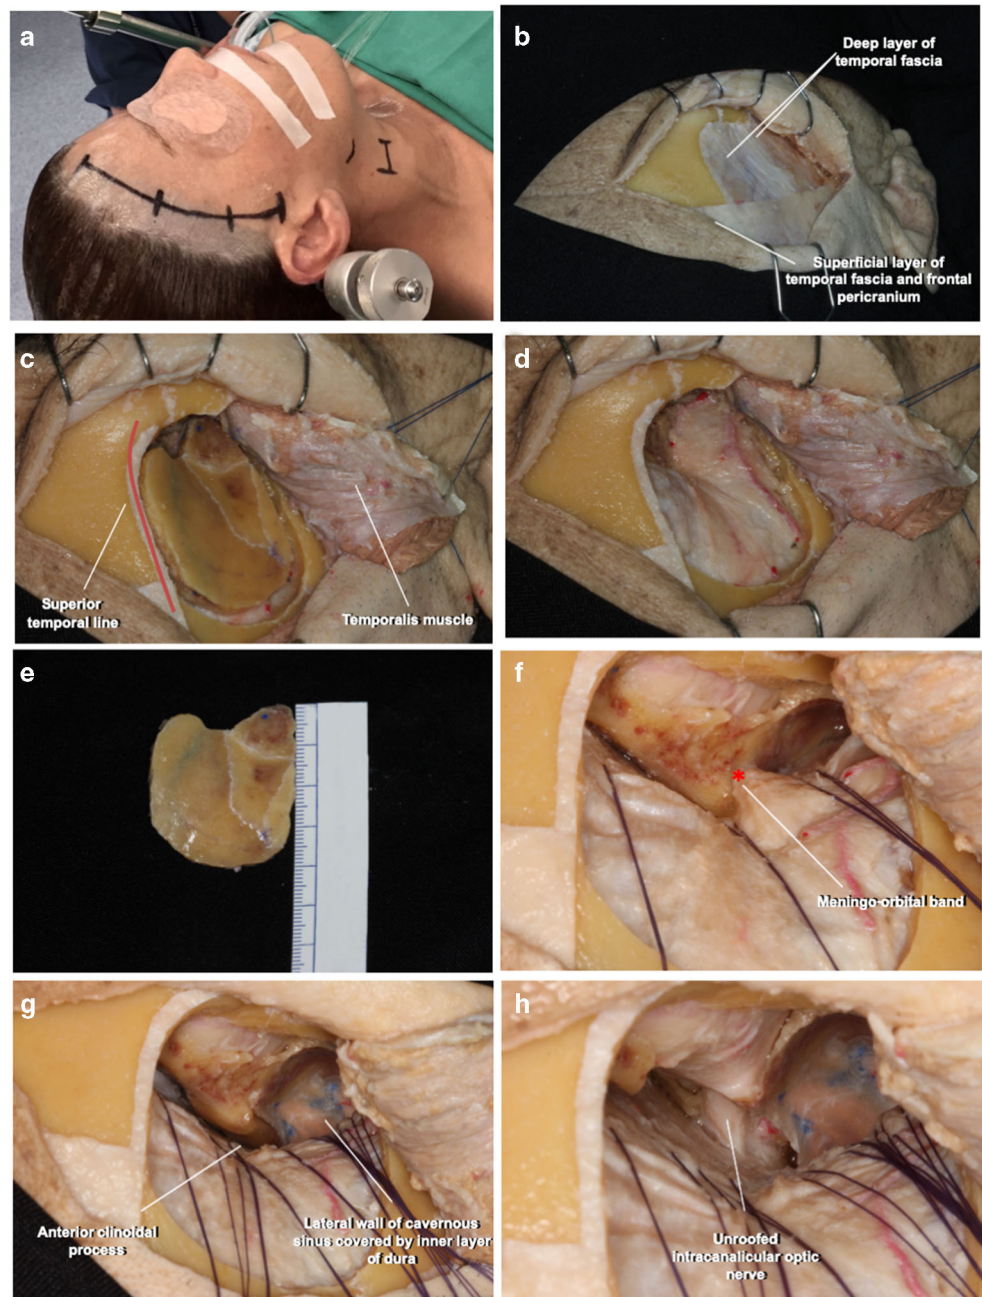 a
b
Deep layer of
temporal fascia
Superficial layer of
temporal fascia and frontal
pericranium
c
Superior
temporal line
Temporalis muscle
d
e
f
*
Meningo-orbital band
g
Anterior clinoidal
process
Lateral wall of cavernous
sinus covered by inner layer
of dura
h
Unroofed
intracanalicular optic
nerve